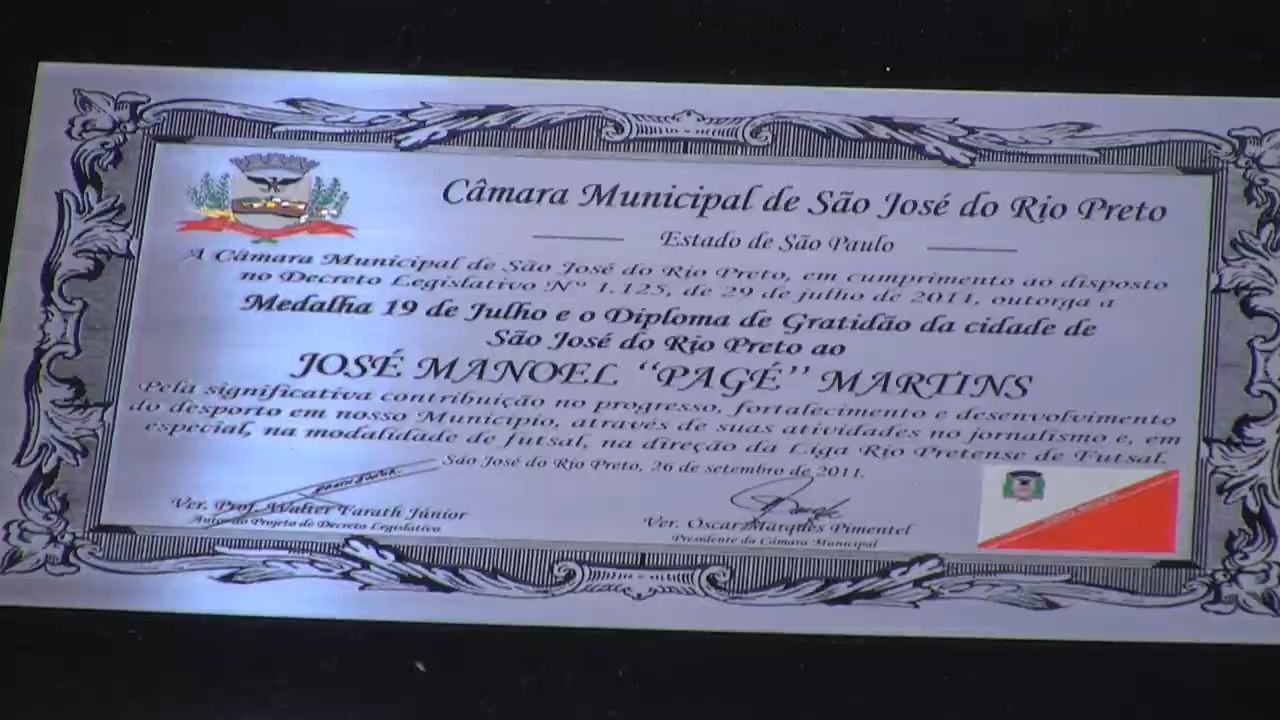 Câmara Municipal de São José do Rio Preto
Estado de São Paulo
A Câmara Municipal de São José do Rio Preto, em cumprimento ao disposto
no Decreto Legislativo Nº 1.125, de 29 de julho de 2011, outorga a
Medalha 19 de Julho e o Diploma de Gratidão da cidade de
São José do Rio Preto ao
JOSÉ MANOEL “PAGÉ” MARTINS
Pela significativa contribuição no progresso, fortalecimento e desenvolvimento
do desporto em nosso Município, através de suas atividades no jornalismo e, em
especial, na modalidade de futsal, na direção da Liga Rio Pretense de Futsal.
São José do Rio Preto, 26 de setembro de 2011.
Ver. Prof. Walter Farath Júnior
Autor do Projeto de Decreto Legislativo
Ver. Oscar Marques Pimentel
Presidente da Câmara Municipal